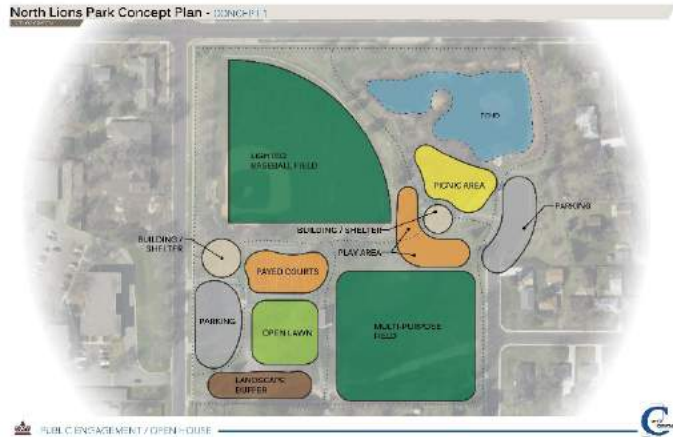 North Lions Park Concept Plan - CONCEPT 1
POND
LIGHTED
BASEBALL FIELD
PICNIC AREA
PARKING
BUILDING / SHELTER
BUILDING /
SHELTER
PLAY AREA
PAVED COURTS
PARKING
OPEN LAWN
MULTI-PURPOSE
FIELD
LANDSCAPE
BUFFER
PUBLIC ENGAGEMENT / OPEN HOUSE